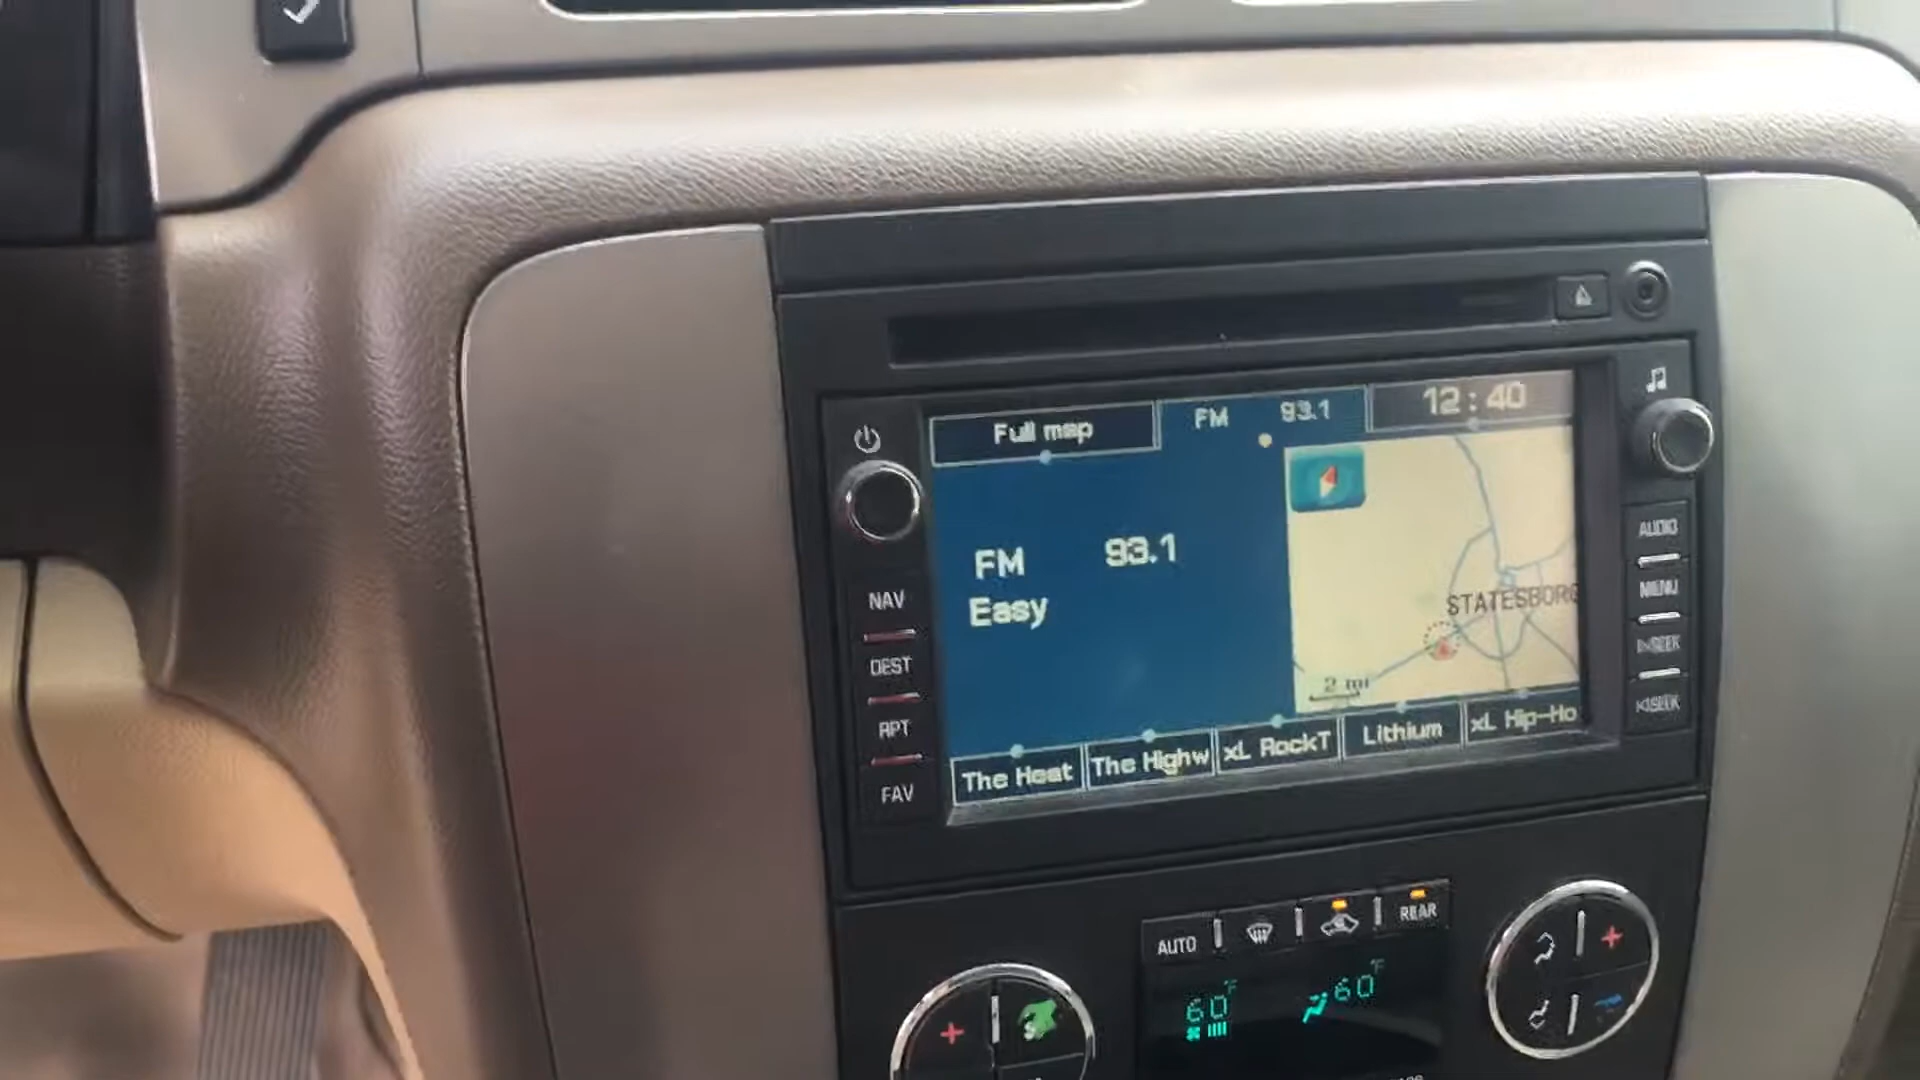 Full map
FM 93.1
12:40
FM 93.1
Easy
STATESBORO
2 mi
The Heat
The Highw
xL RockT
Lithium
xL Hip-Ho
NAV
DEST
RPT
FAV
AUDIO
MENU
SEEK
SEEK
AUTO
REAR
60°F
60°F